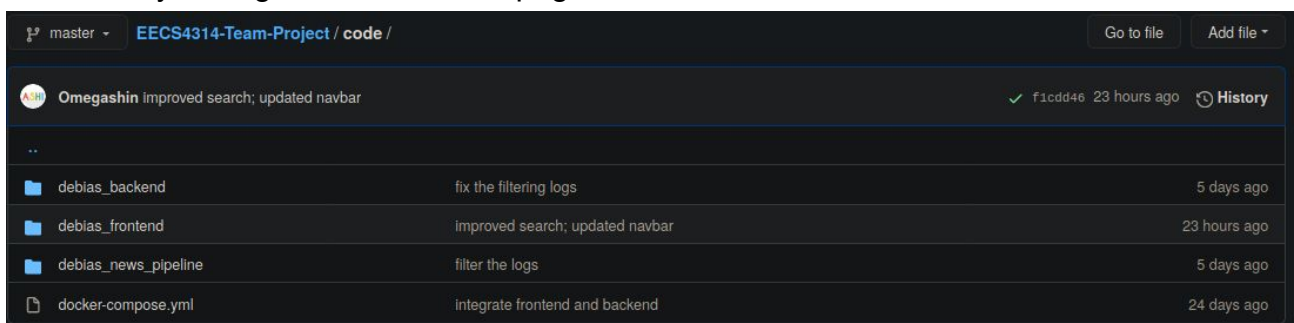 master EECS4314-Team-Project / code / Go to file Add file
ASHI Omegashin improved search; updated navbar f1cdd46 23 hours ago History
..
debias_backend fix the filtering logs 5 days ago
debias_frontend improved search; updated navbar 23 hours ago
debias_news_pipeline filter the logs 5 days ago
docker-compose.yml integrate frontend and backend 24 days ago